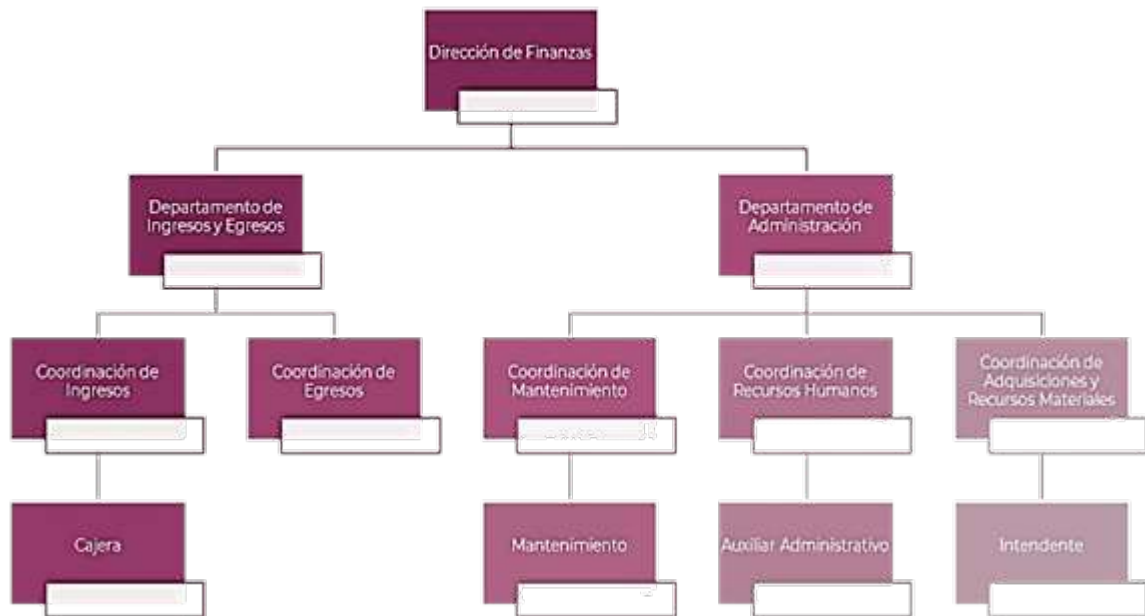 Dirección de Finanzas
Departamento de
Ingresos y Egresos
Departamento de
Administración
Coordinación de
Ingresos
Coordinación de
Egresos
Coordinación de
Mantenimiento
Coordinación de
Recursos Humanos
Coordinación de
Adquisiciones y
Recursos Materiales
Cajera
Mantenimiento
Auxiliar Administrativo
Intendente